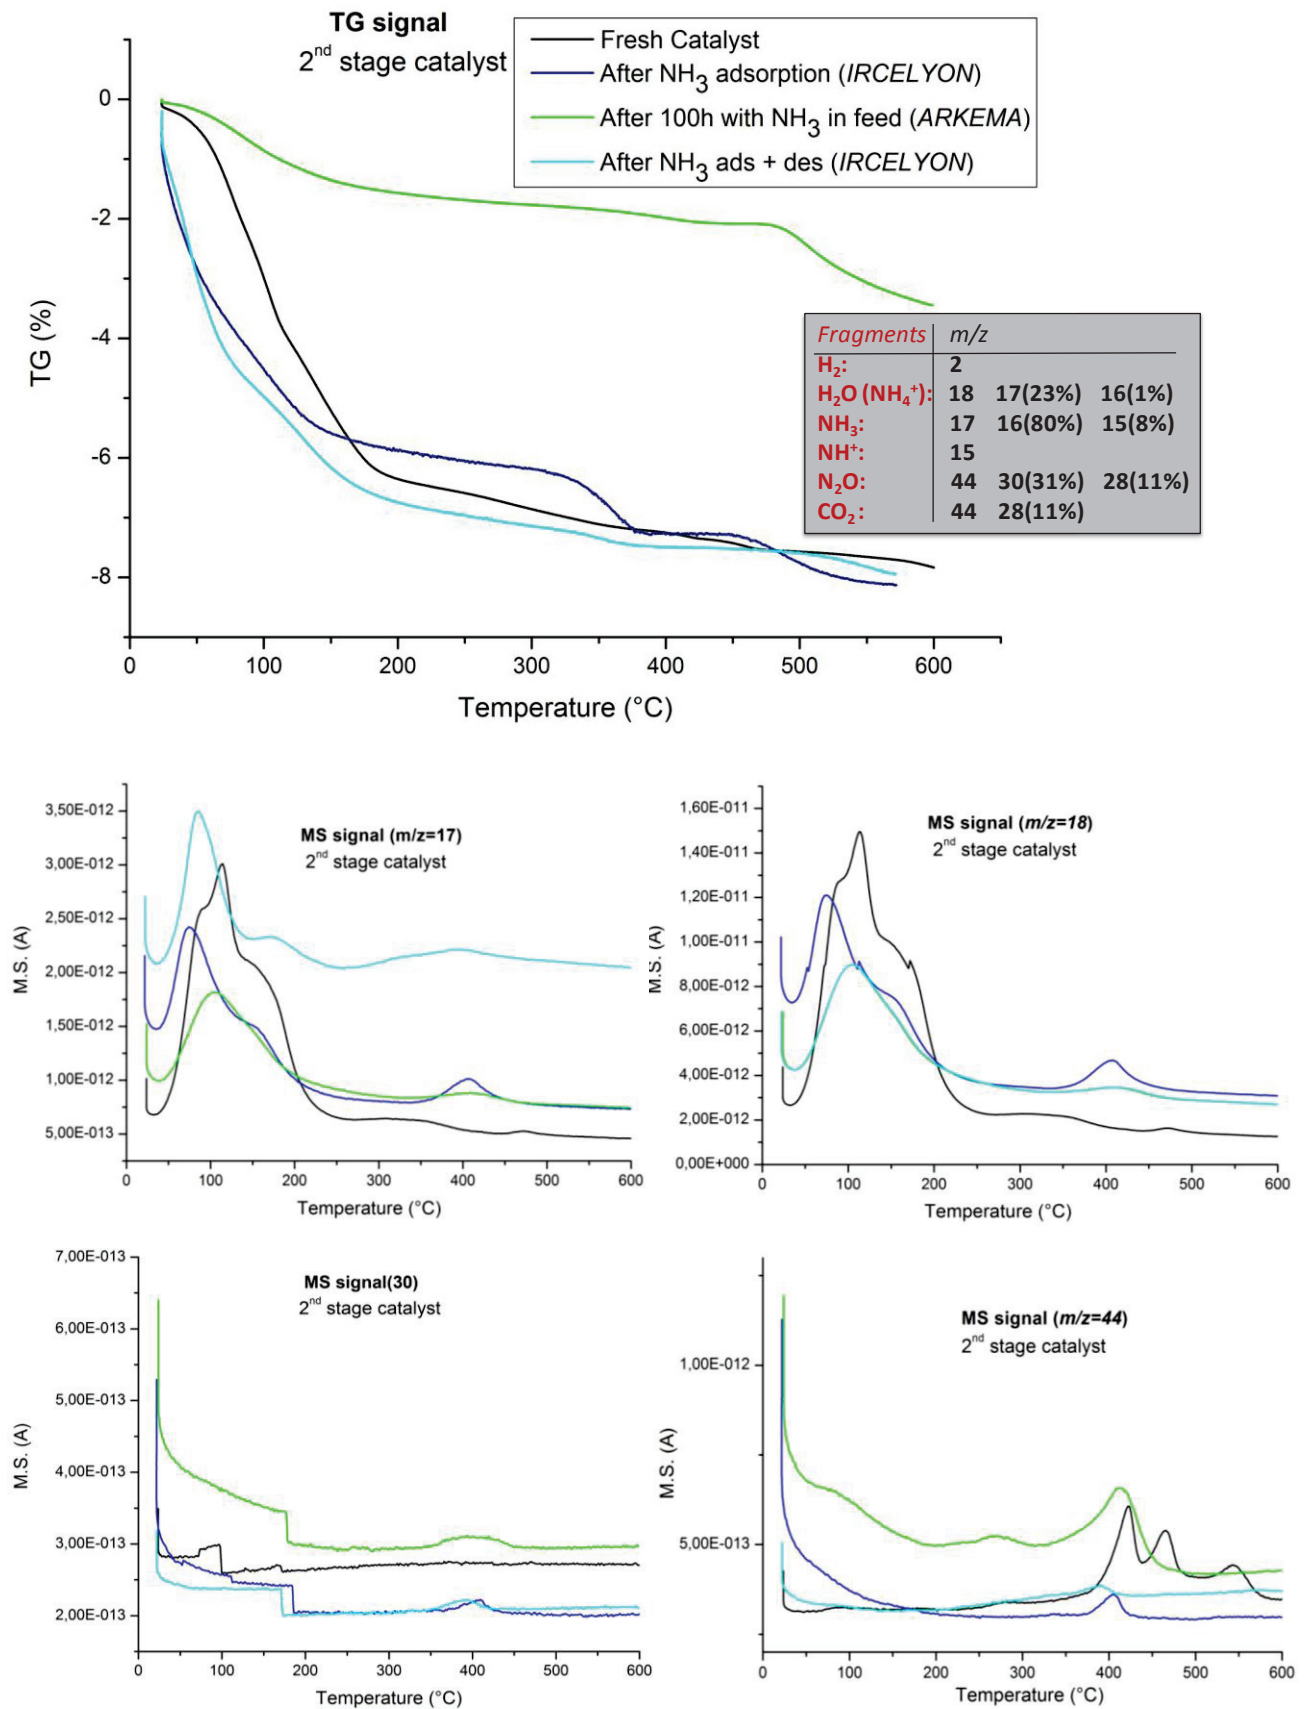 TG signal
2nd stage catalyst
Fresh Catalyst
After NH3 adsorption (IRCELYON)
After 100h with NH3 in feed (ARKEMA)
After NH3 ads + des (IRCELYON)
0
-2
-4
-6
-8
TG (%)
0 100 200 300 400 500 600
Temperature (°C)
Fragments m/z
H2: 2
H2O (NH4+): 18 17(23%) 16(1%)
NH3: 17 16(80%) 15(8%)
NH+: 15
N2O: 44 30(31%) 28(11%)
CO2: 44 28(11%)
MS signal (m/z=17)
2nd stage catalyst
3,50E-012
3,00E-012
2,50E-012
2,00E-012
1,50E-012
1,00E-012
5,00E-013
M.S. (A)
0 100 200 300 400 500 600
Temperature (°C)
MS signal (m/z=18)
2nd stage catalyst
1,60E-011
1,40E-011
1,20E-011
1,00E-011
8,00E-012
6,00E-012
4,00E-012
2,00E-012
0,00E+000
M.S. (A)
0 100 200 300 400 500 600
Temperature (°C)
MS signal(30)
2nd stage catalyst
7,00E-013
6,00E-013
5,00E-013
4,00E-013
3,00E-013
2,00E-013
M.S. (A)
0 100 200 300 400 500 600
Temperature (°C)
MS signal (m/z=44)
2nd stage catalyst
1,00E-012
5,00E-013
M.S. (A)
0 100 200 300 400 500 600
Temperature (°C)